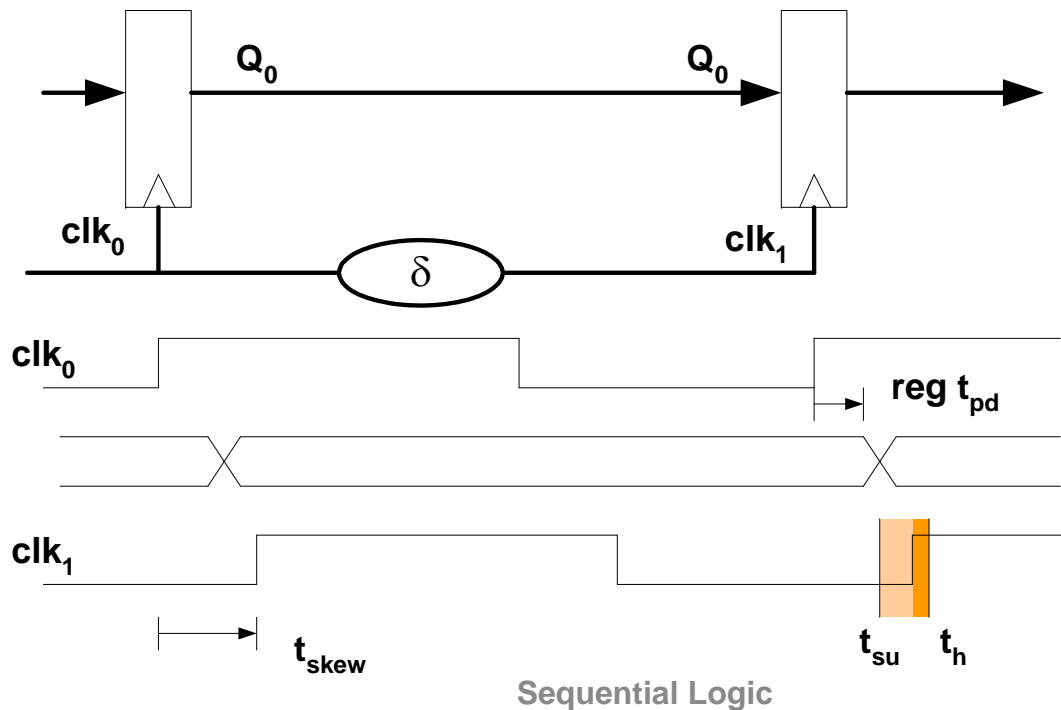 Q₀ Q₀
clk₀ clk₁
δ
clk₀
reg tₚd
clk₁
tₛᵤ tₕ
tₛₖₑw
Sequential Logic